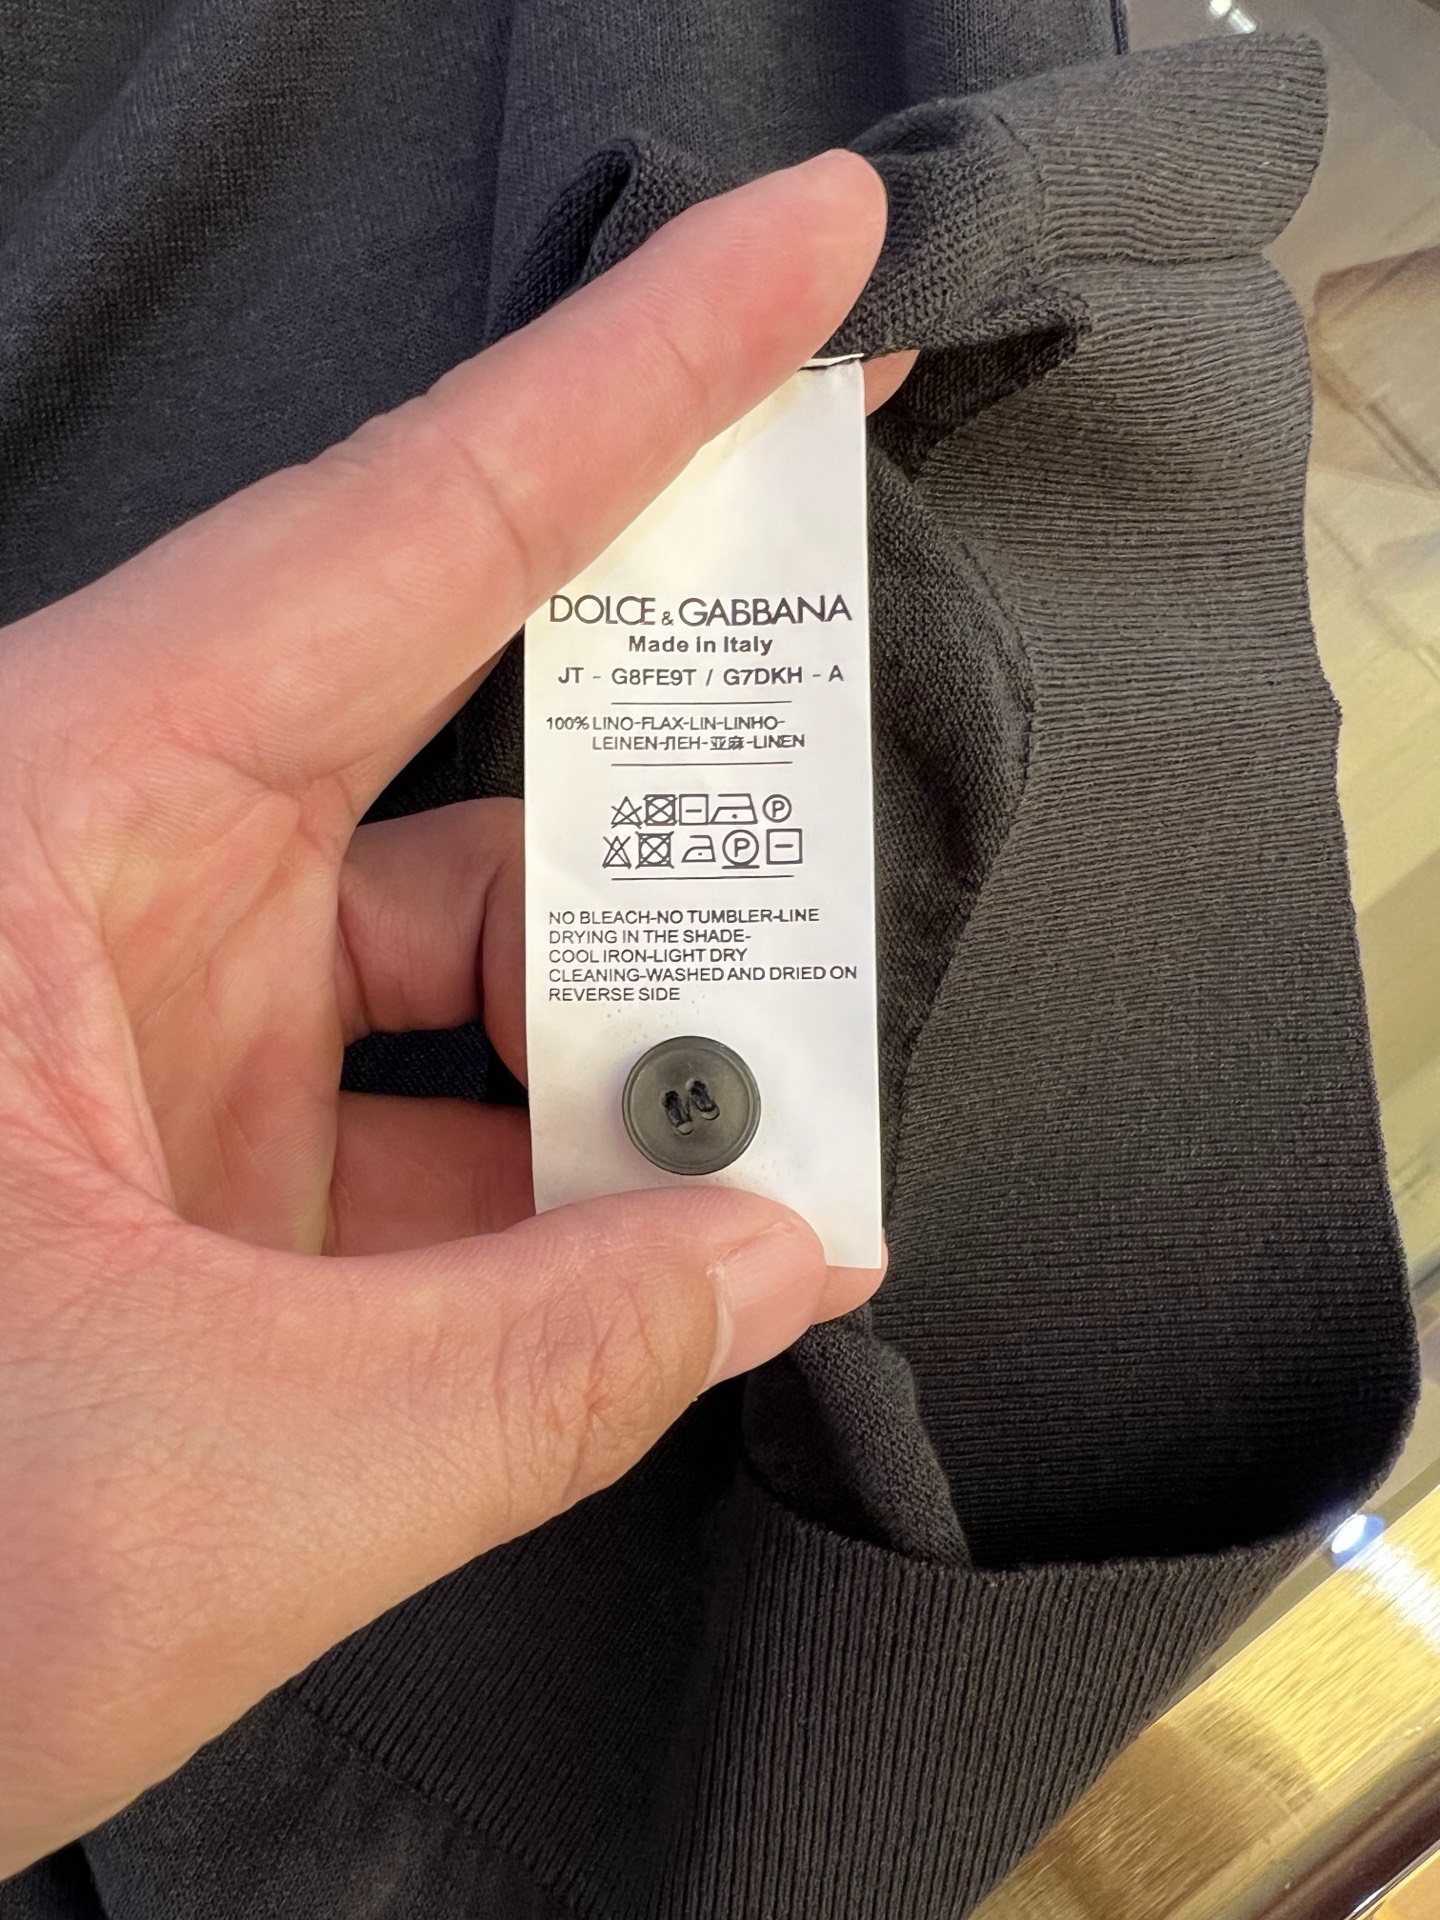 DOLCE & GABBANA
Made in Italy
JT - G8FE9T / G7DKH - A
100% LINO-FLAX-LIN-LINHO-
LEINEN-ЛЕН-亚麻-LINEN
P
P
NO BLEACH-NO TUMBLER-LINE
DRYING IN THE SHADE-
COOL IRON-LIGHT DRY
CLEANING-WASHED AND DRIED ON
REVERSE SIDE